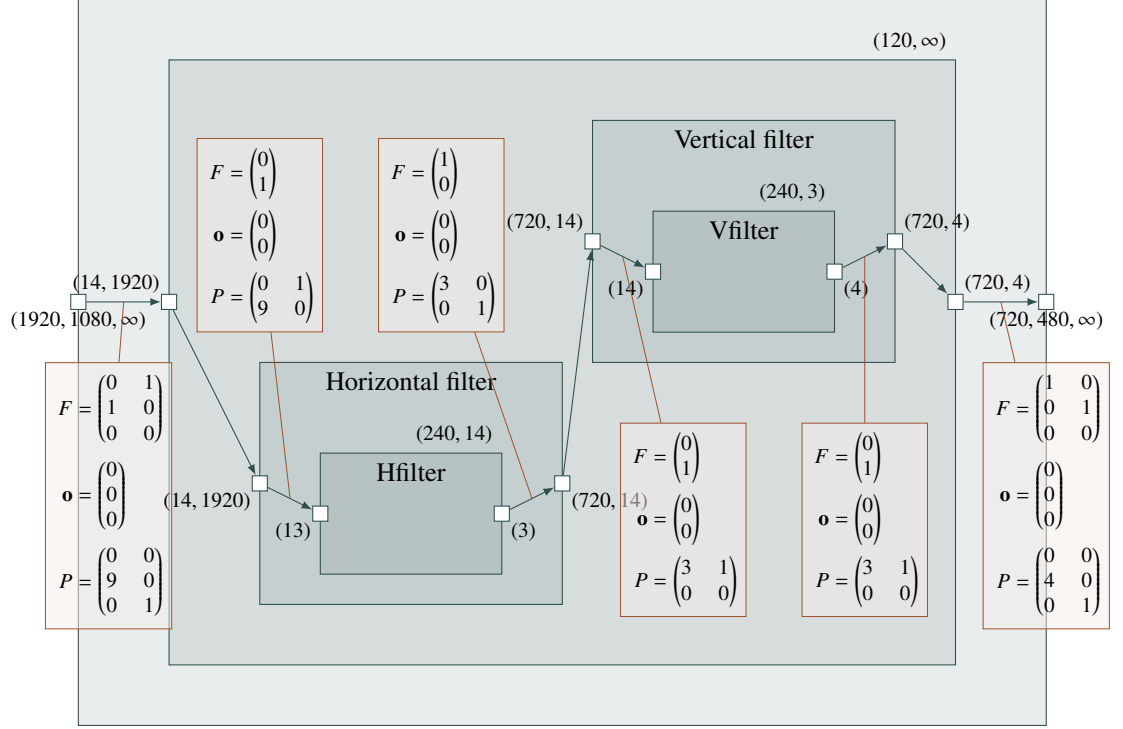 (120, ∞)
Vertical filter
(240, 3)
Vfilter
(720, 14)
(14)
(4)
(720, 4)
F = (0 1)
o = (0 0)
P = (0 1
9 0)
F = (1 0)
o = (0 0)
P = (3 0
0 1)
(14, 1920)
(1920, 1080, ∞)
(720, 4)
(720, 480, ∞)
Horizontal filter
(240, 14)
Hfilter
(14, 1920)
(13)
(3)
(720, 14)
F = (0 1
1 0
0 0)
o = (0 0 0)
P = (0 0
9 0
0 1)
F = (0 1)
o = (0 0)
P = (3 1
0 0)
F = (0 1)
o = (0 0)
P = (3 1
0 0)
F = (1 0
0 1
0 0)
o = (0 0 0)
P = (0 0
4 0
0 1)